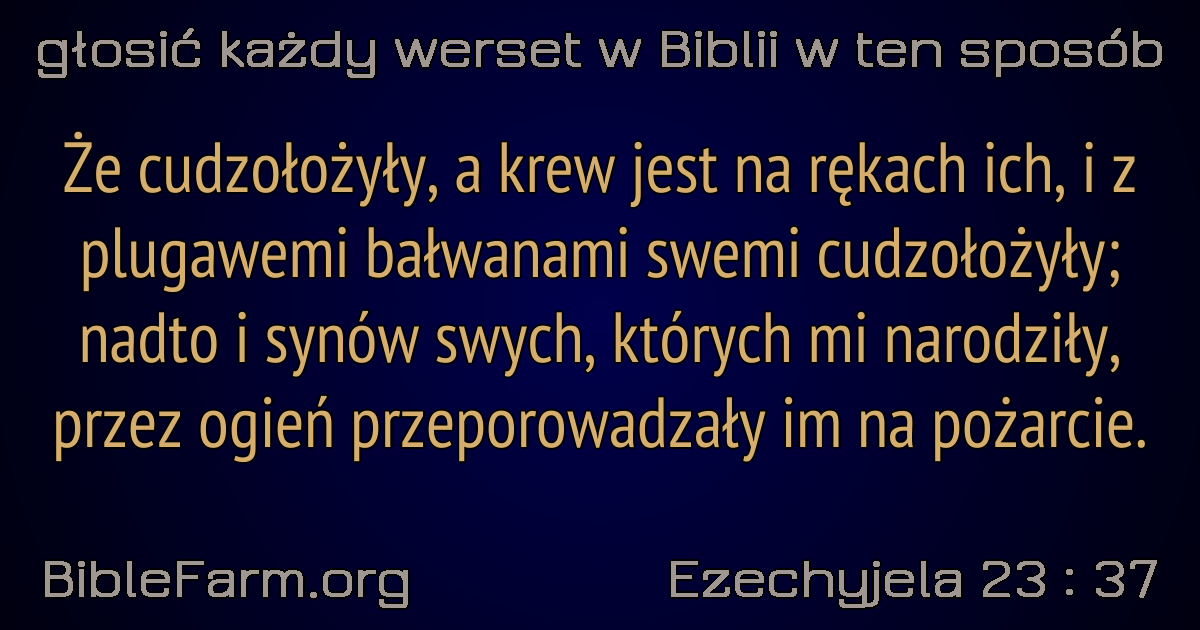 głosić każdy werset w Biblii w ten sposób
Że cudzołożyły, a krew jest na rękach ich, i z
plugawemi bałwanami swemi cudzołożyły;
nadto i synów swych, których mi narodziły,
przez ogień przeporowadzały im na pożarcie.
BibleFarm.org
Ezechyjela 23 : 37